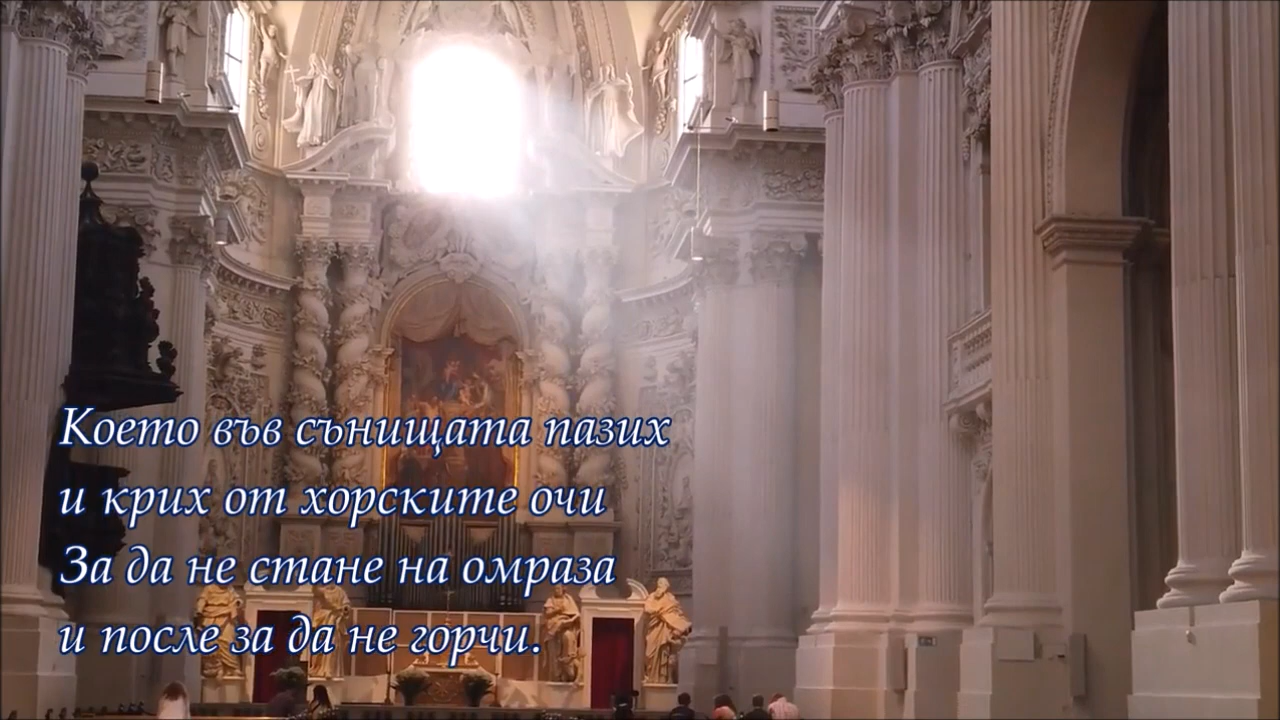 Което във сънищата пазих
и крих от хорските очи
За да не стане на омраза
и после за да не горчи.